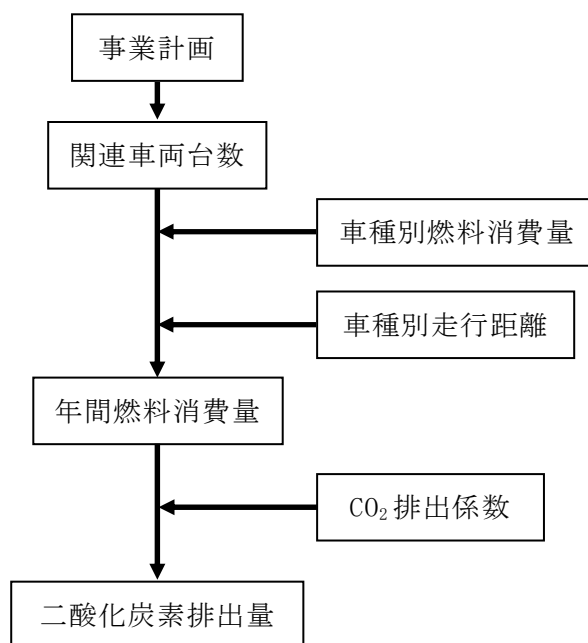 事業計画
関連車両台数
車種別燃料消費量
車種別走行距離
年間燃料消費量
CO₂排出係数
二酸化炭素排出量